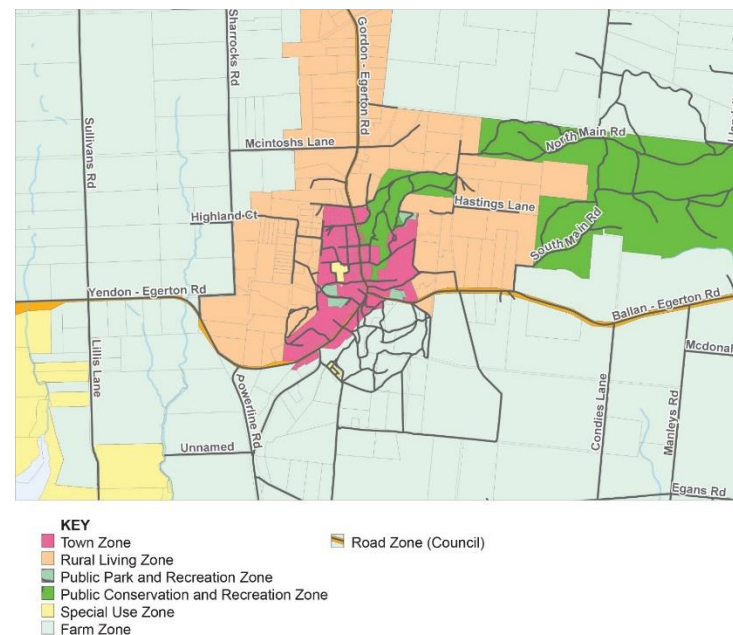 Sharrocks Rd
Gordon - Egerton Rd
Sullivans Rd
Mcintoshs Lane
North Main Rd
Hastings Lane
Highland Ct
South Main Rd
Yendon - Egerton Rd
Ballan - Egerton Rd
Lillis Lane
Powerline Rd
Condies Lane
Manleys Rd
Unnamed
Egans Rd
KEY
Town Zone
Road Zone (Council)
Rural Living Zone
Public Park and Recreation Zone
Public Conservation and Recreation Zone
Special Use Zone
Farm Zone